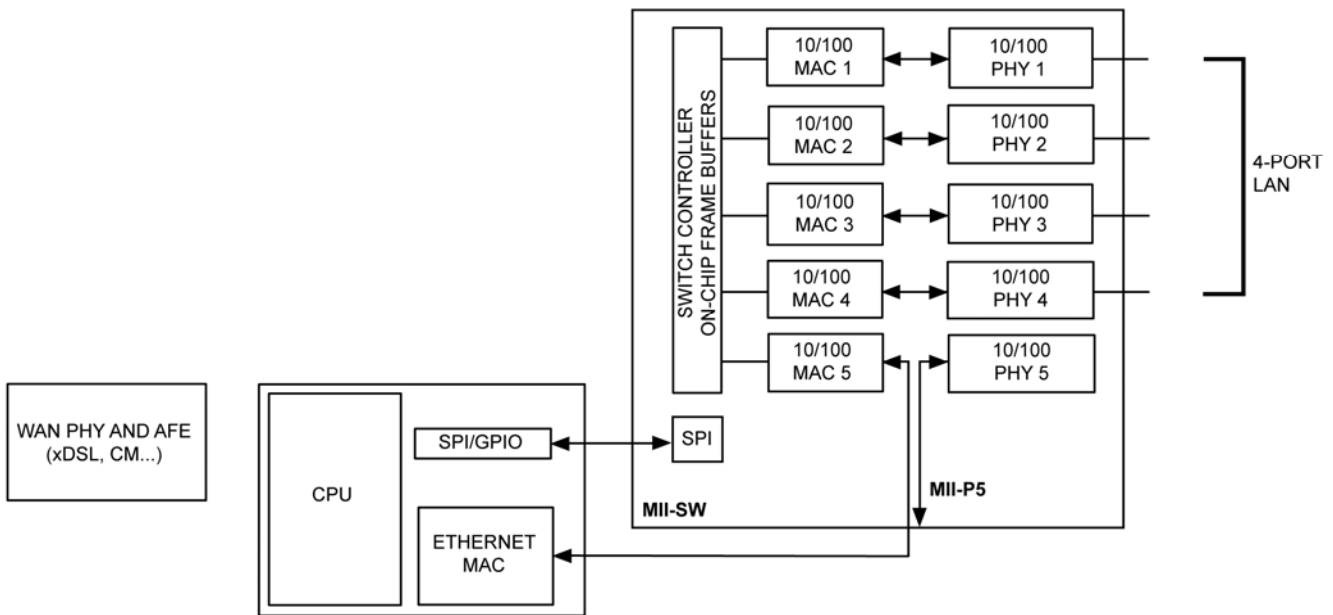 10/100
MAC 1
10/100
PHY 1
10/100
MAC 2
10/100
PHY 2
10/100
MAC 3
10/100
PHY 3
10/100
MAC 4
10/100
PHY 4
10/100
MAC 5
10/100
PHY 5
SWITCH CONTROLLER
ON-CHIP FRAME BUFFERS
4-PORT
LAN
WAN PHY AND AFE
(xDSL, CM...)
CPU
SPI/GPIO
SPI
ETHERNET
MAC
MII-SW
MII-P5